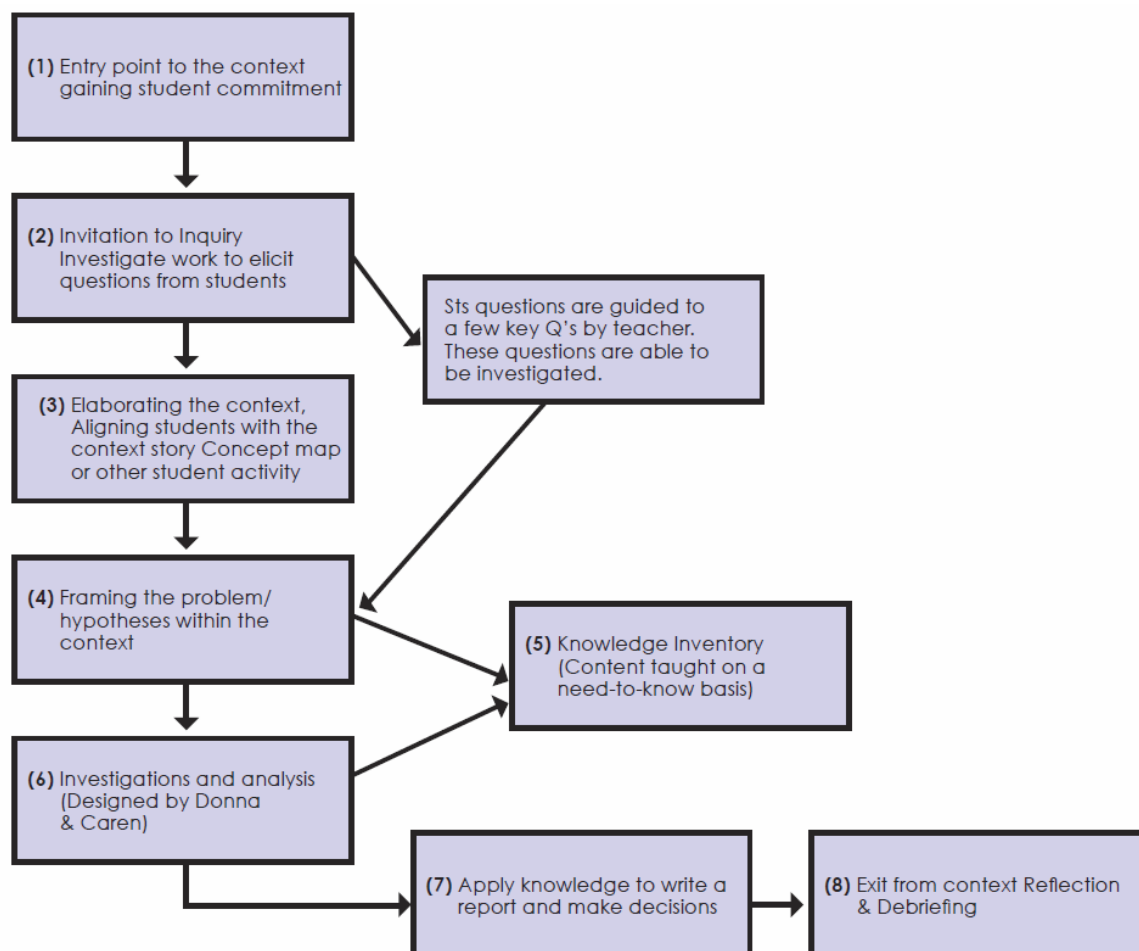 (1) Entry point to the context
gaining student commitment
(2) Invitation to Inquiry
Investigate work to elicit
questions from students
Sts questions are guided to
a few key Q's by teacher.
These questions are able to
be investigated.
(3) Elaborating the context,
Aligning students with the
context story Concept map
or other student activity
(4) Framing the problem/
hypotheses within the
context
(5) Knowledge Inventory
(Content taught on a
need-to-know basis)
(6) Investigations and analysis
(Designed by Donna
& Caren)
(7) Apply knowledge to write a
report and make decisions
(8) Exit from context Reflection
& Debriefing